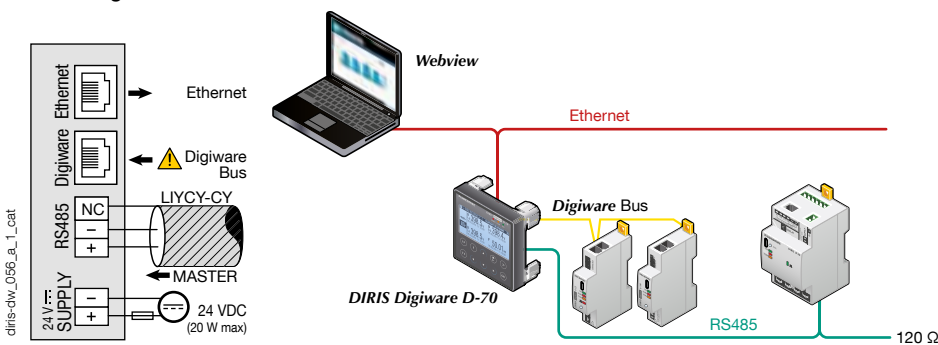 Webview
Ethernet
Ethernet
Ethernet
Digiware
Digiware
Bus
Digiware Bus
LIYCY-CY
RS485
NC
–
+
MASTER
DIRIS Digiware D-70
24 V
SUPPLY
–
+
24 VDC
(20 W max)
RS485
120 Ω
diris-dw_056_a_1_cat